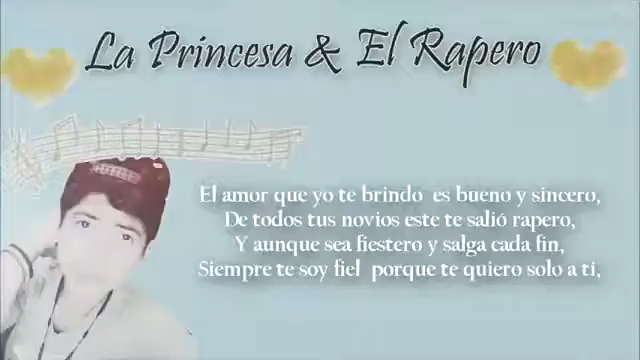 La Princesa & El Rapero
El amor que yo te brindo es bueno y sincero,
De todos tus novios este te salió rapero,
Y aunque sea fiestero y salga cada fin,
Siempre te soy fiel porque te quiero solo a ti,